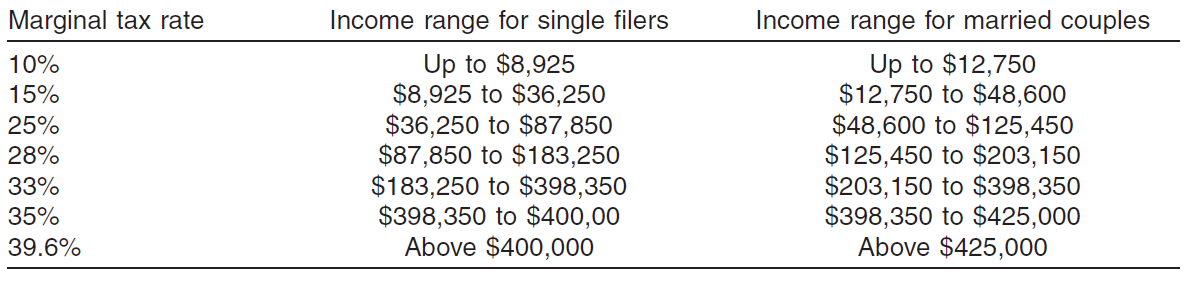 Marginal tax rate Income range for single filers Income range for married couples
10% Up to $8,925 Up to $12,750
15% $8,925 to $36,250 $12,750 to $48,600
25% $36,250 to $87,850 $48,600 to $125,450
28% $87,850 to $183,250 $125,450 to $203,150
33% $183,250 to $398,350 $203,150 to $398,350
35% $398,350 to $400,00 $398,350 to $425,000
39.6% Above $400,000 Above $425,000